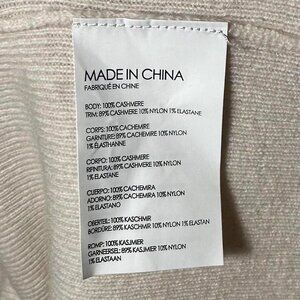 MADE IN CHINA
FABRIQUÉ EN CHINE
BODY: 100% CASHMERE
TRIM: 89% CASHMERE 10% NYLON 1% ELASTANE
CORPS: 100% CACHEMIRE
GARNITURE: 89% CACHEMIRE 10% NYLON
1% ÉLASTHANNE
CORPO: 100% CASHMERE
RIFINITURA: 89% CASHMERE 10% NYLON
1% ELASTANE
CUERPO: 100% CACHEMIRA
ADORNO: 89% CACHEMIRA 10% NYLON
1% ELASTANO
OBERTEIL: 100% KASCHMIR
BORDÜRE: 89% KASCHMIR 10% NYLON 1% ELASTAN
ROMP: 100% KASJMIER
GARNEERSEL: 89% KASJMIER 10% NYLON
1% ELASTAAN